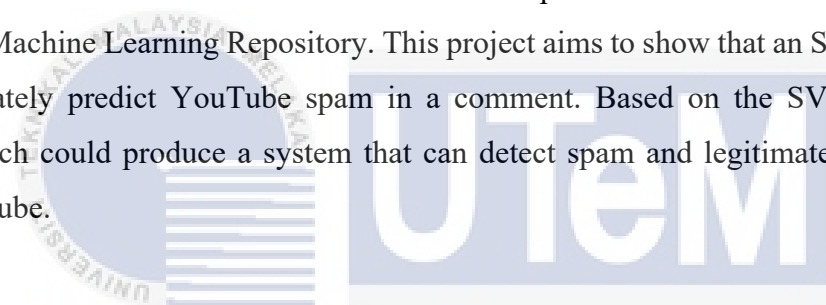 Machine Learning Repository. This project aims to show that an S
ately predict YouTube spam in a comment. Based on the SV
ch could produce a system that can detect spam and legitimate
ube.
UTeM